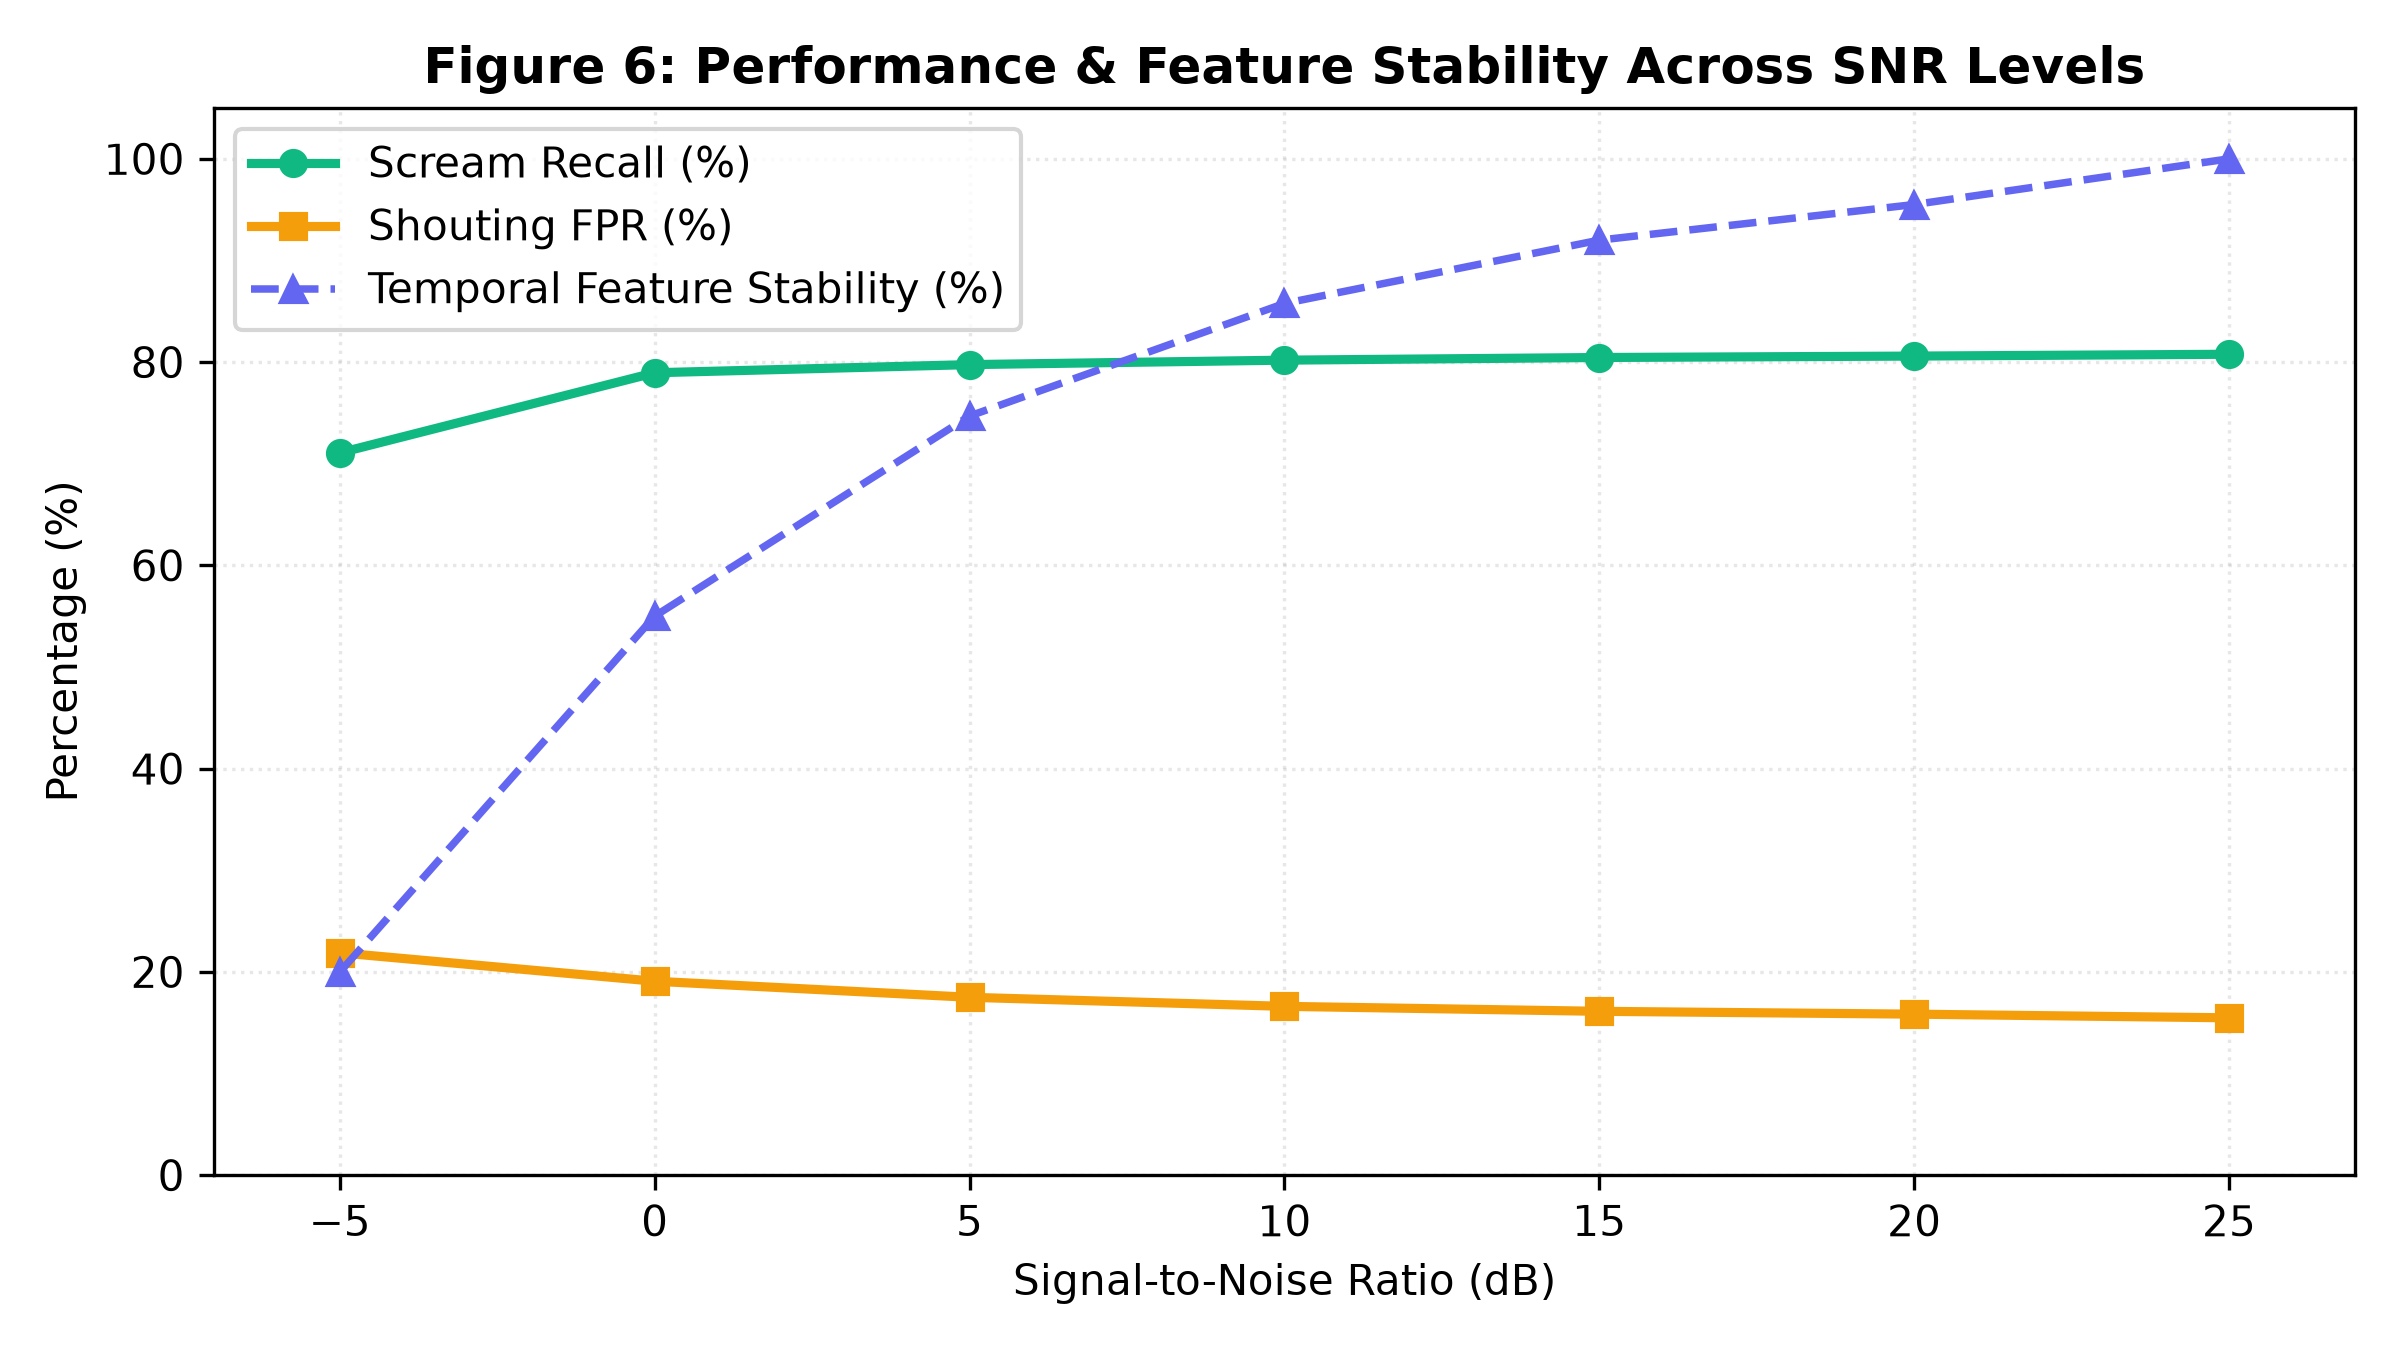 Figure 6: Performance & Feature Stability Across SNR Levels
Scream Recall (%)
Shouting FPR (%)
Temporal Feature Stability (%)
Percentage (%)
100
80
60
40
20
0
−5 0 5 10 15 20 25
Signal-to-Noise Ratio (dB)